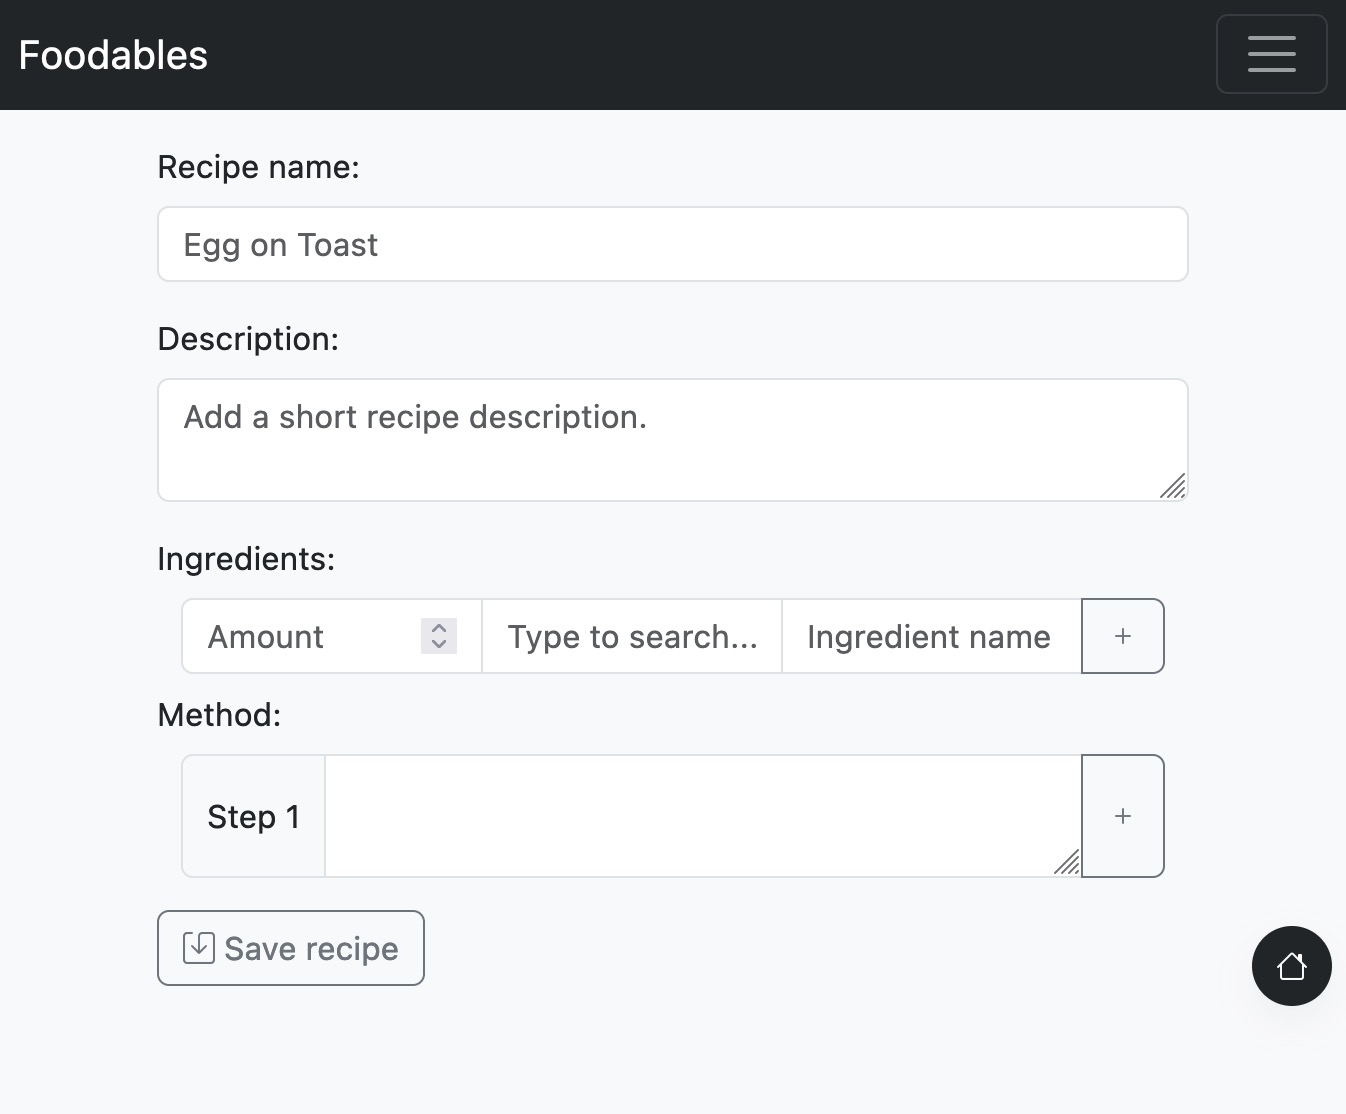 Foodables
Recipe name:
Egg on Toast
Description:
Add a short recipe description.
Ingredients:
Amount Type to search... Ingredient name +
Method:
Step 1 +
Save recipe